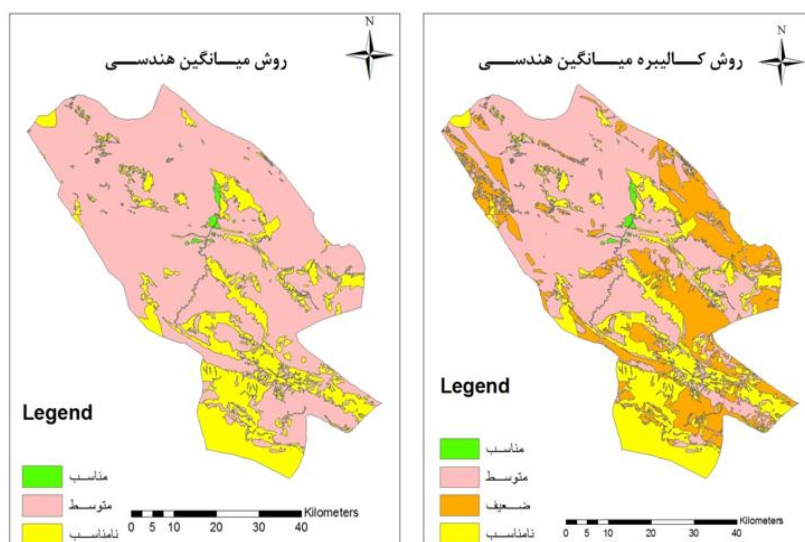 N
روش میانگین هندسی
Legend
مناسب
متوسط
نامناسب
Kilometers
0 5 10 20 30 40
N
روش کالیبره میانگین هندسی
Legend
مناسب
متوسط
ضعیف
نامناسب
Kilometers
0 5 10 20 30 40